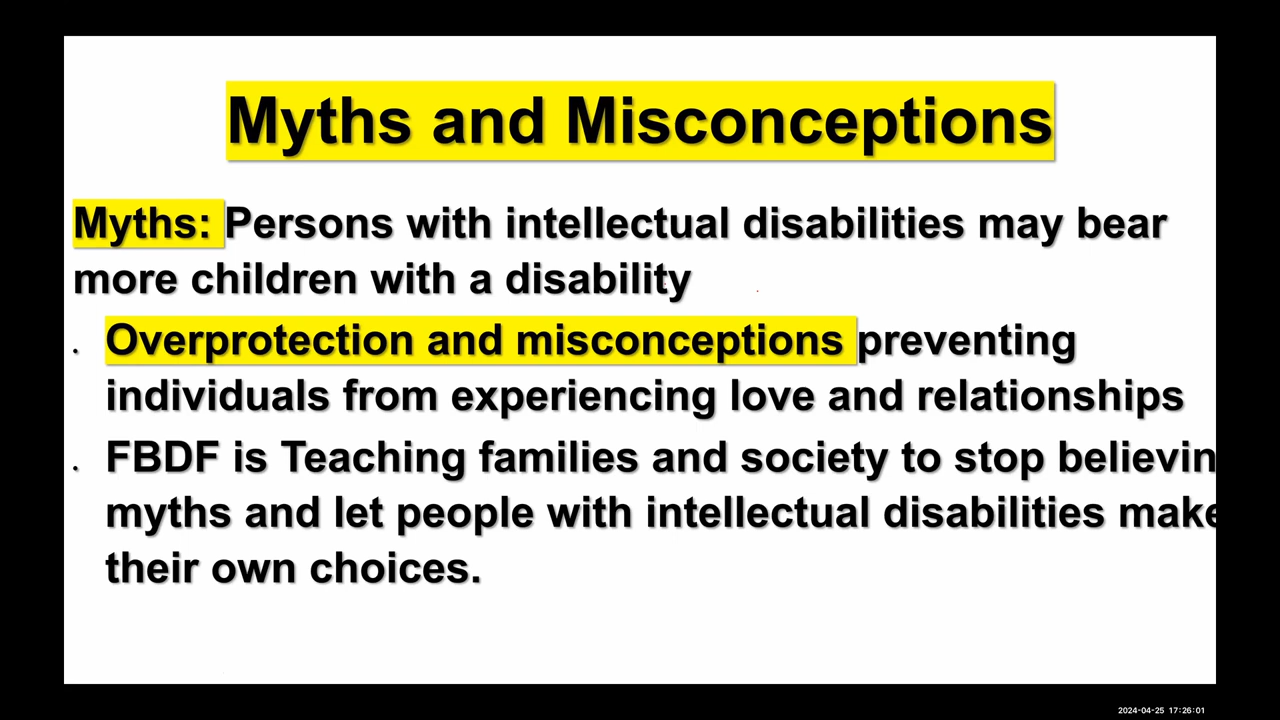 Myths and Misconceptions
Myths: Persons with intellectual disabilities may bear
more children with a disability
. Overprotection and misconceptions preventing
individuals from experiencing love and relationships
. FBDF is Teaching families and society to stop believin
myths and let people with intellectual disabilities make
their own choices.
2024-04-25 17:26:01